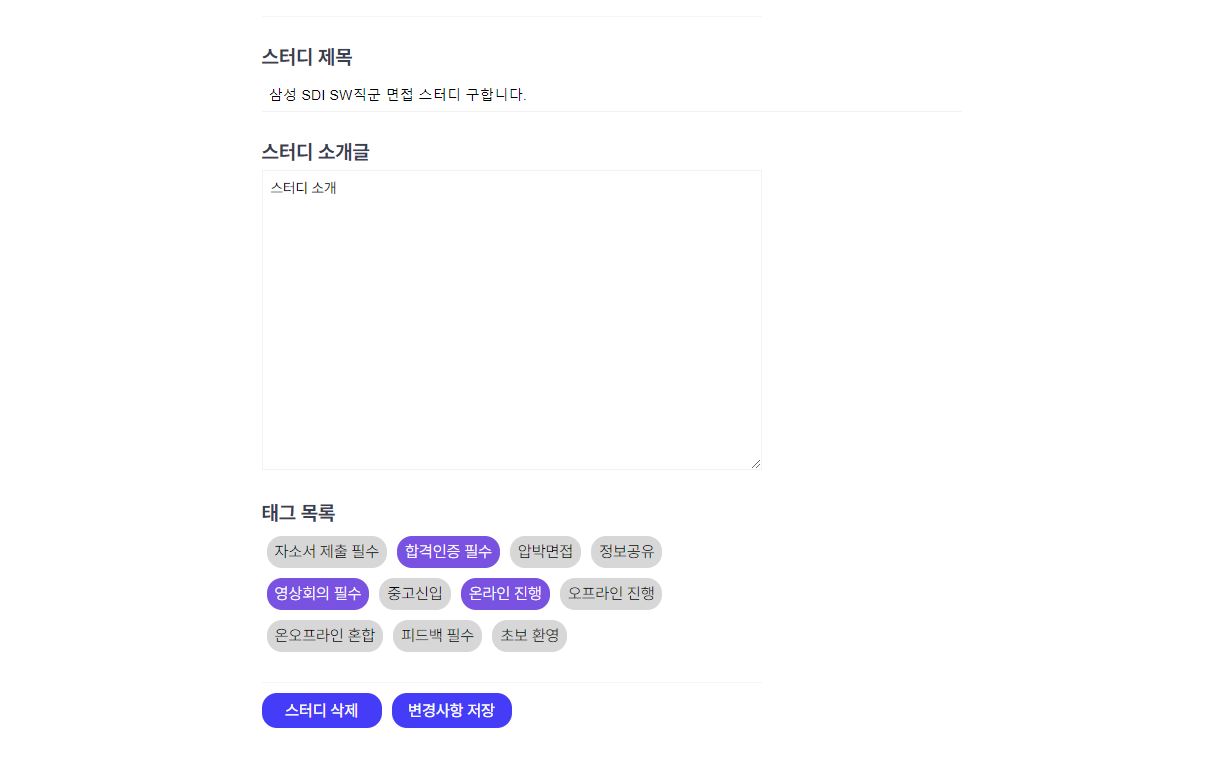 스터디 제목
삼성 SDI SW직군 면접 스터디 구합니다.
스터디 소개글
스터디 소개
태그 목록
자소서 제출 필수 합격인증 필수 압박면접 정보공유
영상회의 필수 중고신입 온라인 진행 오프라인 진행
온오프라인 혼합 피드백 필수 초보 환영
스터디 삭제 변경사항 저장